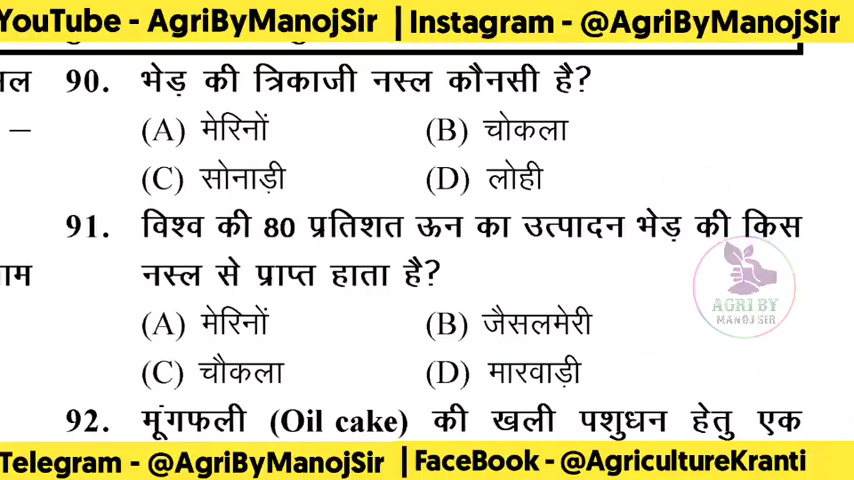 YouTube - AgriByManojSir | Instagram - @AgriByManojSir
नल
90. भेड़ की त्रिकाजी नस्ल कौनसी है?
–
(A) मेरिनों (B) चोकला
(C) सोनाड़ी (D) लोही
91. विश्व की 80 प्रतिशत ऊन का उत्पादन भेड़ की किस
ाम
नस्ल से प्राप्त हाता है?
AGRI BY
MANOJ SIR
(A) मेरिनों (B) जैसलमेरी
(C) चौकला (D) मारवाड़ी
92. मूंगफली (Oil cake) की खली पशुधन हेतु एक
Telegram - @AgriByManojSir | FaceBook - @AgricultureKranti